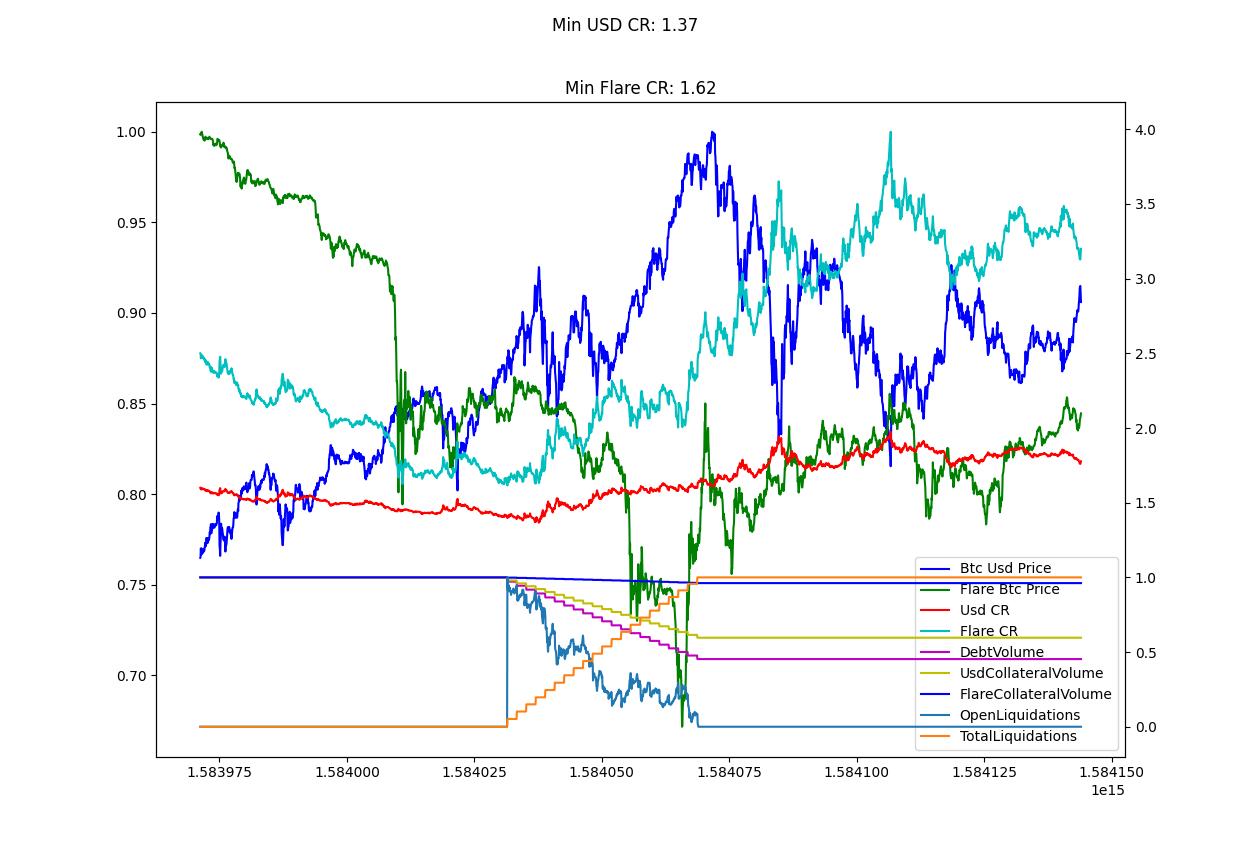 Min USD CR: 1.37
Min Flare CR: 1.62
1.00
0.95
0.90
0.85
0.80
0.75
0.70
4.0
3.5
3.0
2.5
2.0
1.5
1.0
0.5
0.0
Btc Usd Price
Flare Btc Price
Usd CR
Flare CR
DebtVolume
UsdCollateralVolume
FlareCollateralVolume
OpenLiquidations
TotalLiquidations
1.583975 1.584000 1.584025 1.584050 1.584075 1.584100 1.584125 1.584150
1e15